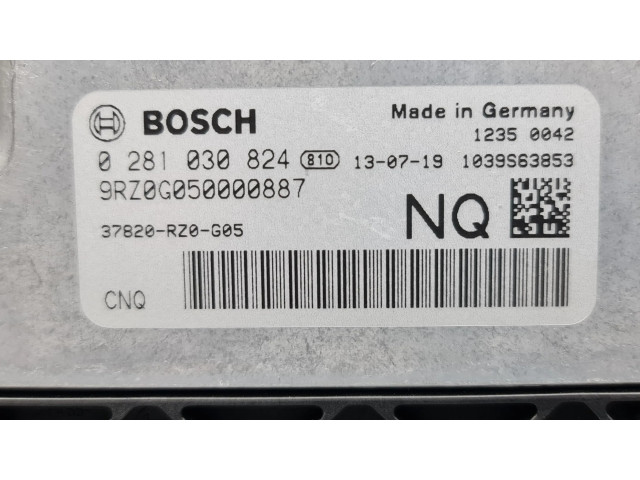 BOSCH
Made in Germany
1235 0042
0 281 030 824 810 13-07-19 1039S63853
9RZ0G050000887
NQ
37820-RZ0-G05
CNQ